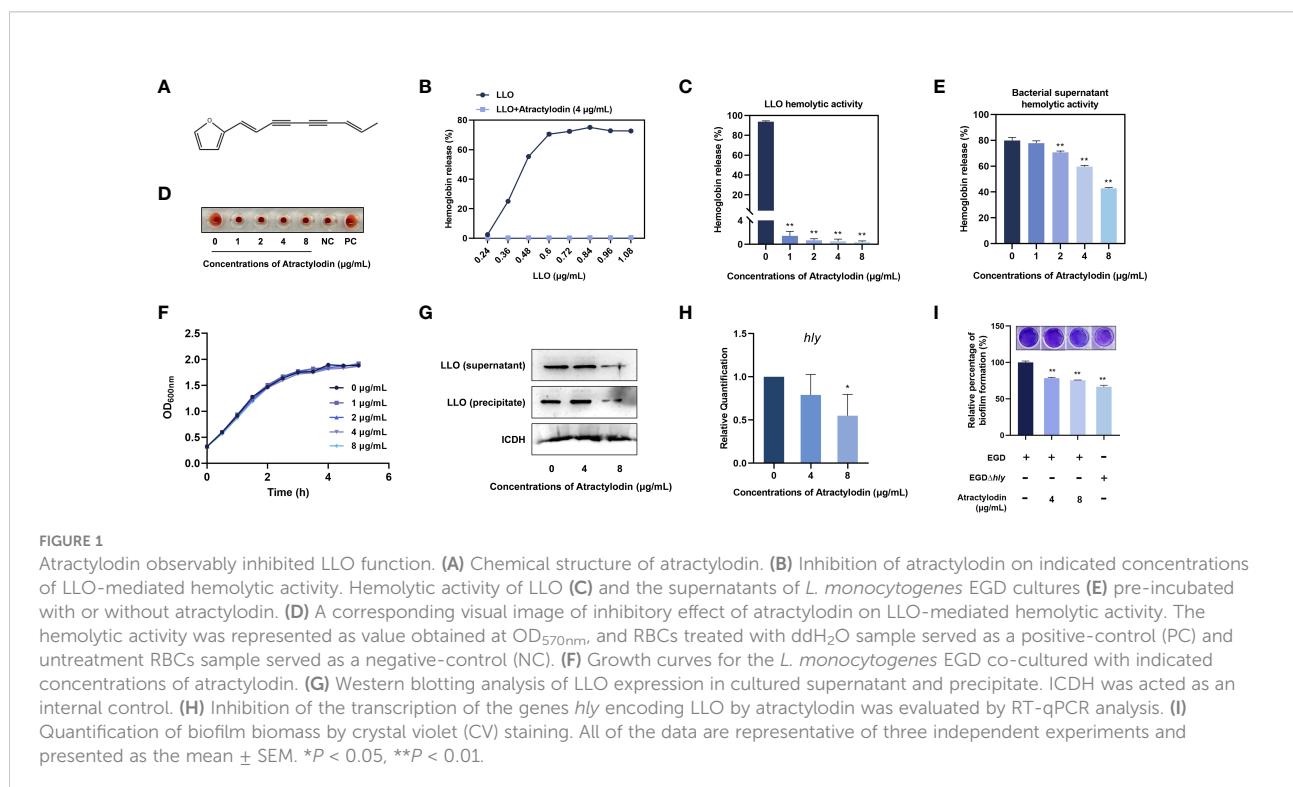 A
O
B
LLO
LLO+Atractylodin (4 µg/mL)
Hemoglobin release (%)
80
60
40
20
0
0.24 0.36 0.48 0.6 0.72 0.84 0.96 1.08
LLO (µg/mL)
C
LLO hemolytic activity
Hemoglobin release (%)
100
80
60
40
20
4
0
** ** ** **
0 1 2 4 8
Concentrations of Atractylodin (µg/mL)
E
Bacterial supernatant
hemolytic activity
Hemoglobin release (%)
100
80
60
40
20
0
** ** **
0 1 2 4 8
Concentrations of Atractylodin (µg/mL)
D
0 1 2 4 8 NC PC
Concentrations of Atractylodin (µg/mL)
F
OD600nm
2.5
2.0
1.5
1.0
0.5
0.0
0 2 4 6
Time (h)
0 µg/mL
1 µg/mL
2 µg/mL
4 µg/mL
8 µg/mL
G
LLO (supernatant)
LLO (precipitate)
ICDH
0 4 8
Concentrations of Atractylodin (µg/mL)
H
hly
Relative Quantification
1.5
1.0
0.5
0.0
*
0 4 8
Concentrations of Atractylodin (µg/mL)
I
Relative percentage of
biofilm formation (%)
150
100
50
0
** ** **
EGD + + + −
EGDΔhly − − − +
Atractylodin
(µg/mL) − 4 8 −
FIGURE 1
Atractylodin observably inhibited LLO function. (A) Chemical structure of atractylodin. (B) Inhibition of atractylodin on indicated concentrations
of LLO-mediated hemolytic activity. Hemolytic activity of LLO (C) and the supernatants of L. monocytogenes EGD cultures (E) pre-incubated
with or without atractylodin. (D) A corresponding visual image of inhibitory effect of atractylodin on LLO-mediated hemolytic activity. The
hemolytic activity was represented as value obtained at OD570nm, and RBCs treated with ddH2O sample served as a positive-control (PC) and
untreatment RBCs sample served as a negative-control (NC). (F) Growth curves for the L. monocytogenes EGD co-cultured with indicated
concentrations of atractylodin. (G) Western blotting analysis of LLO expression in cultured supernatant and precipitate. ICDH was acted as an
internal control. (H) Inhibition of the transcription of the genes hly encoding LLO by atractylodin was evaluated by RT-qPCR analysis. (I)
Quantification of biofilm biomass by crystal violet (CV) staining. All of the data are representative of three independent experiments and
presented as the mean ± SEM. *P < 0.05, **P < 0.01.